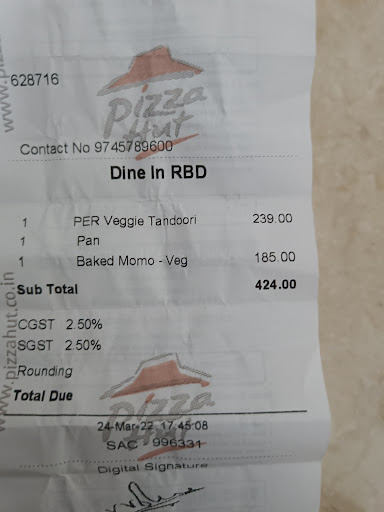 628716
Pizza
Hut
Contact No 9745789600
Dine In RBD
1 PER Veggie Tandoori 239.00
1 Pan
1 Baked Momo - Veg 185.00
Sub Total 424.00
CGST 2.50%
SGST 2.50%
Rounding
Total Due
24-Mar-22 17:45:08
SAC 996331
Digital Signature
www.pizzahut.co.in
Pizza
Hut